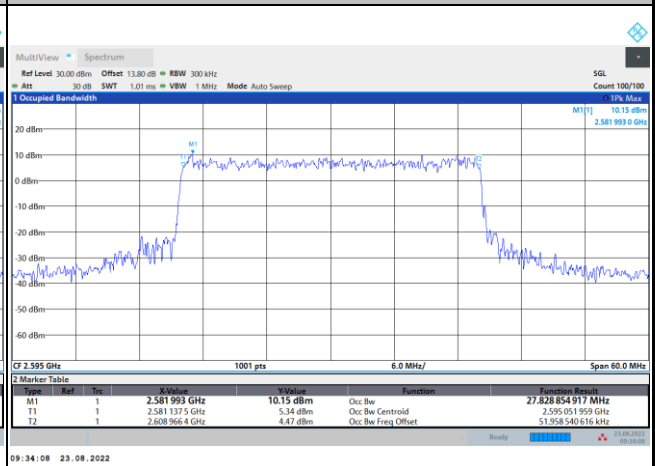 MultiView Spectrum
Ref Level 30.00 dBm Offset 13.80 dB RBW 300 kHz SGL
Att 30 dB SWT 1.01 ms VBW 1 MHz Mode Auto Sweep Count 100/100
1 Occupied Bandwidth 1Pk Max
M1[1] 10.15 dBm
2.581 993 0 GHz
20 dBm
M1
10 dBm
T1 T2
0 dBm
-10 dBm
-20 dBm
-30 dBm
-40 dBm
-50 dBm
-60 dBm
CF 2.595 GHz 1001 pts 6.0 MHz/ Span 60.0 MHz
2 Marker Table
Type Ref Trc X-Value Y-Value Function Function Result
M1 1 2.581 993 GHz 10.15 dBm Occ Bw 27.828 854 917 MHz
T1 1 2.581 137 5 GHz 5.34 dBm Occ Bw Centroid 2.595 051 959 GHz
T2 1 2.608 966 4 GHz 4.47 dBm Occ Bw Freq Offset 51.958 540 616 kHz
Ready 23.08.2022
09:34:08
09:34:08 23.08.2022